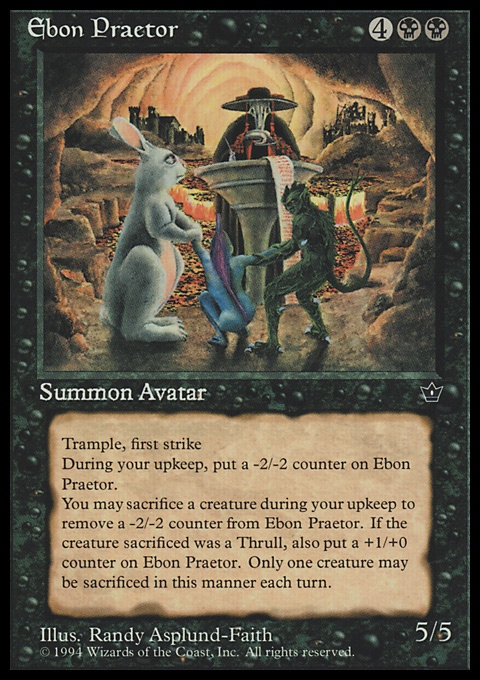 Ebon Praetor 4
Summon Avatar
Trample, first strike
During your upkeep, put a -2/-2 counter on Ebon
Praetor.
You may sacrifice a creature during your upkeep to
remove a -2/-2 counter from Ebon Praetor. If the
creature sacrificed was a Thrull, also put a +1/+0
counter on Ebon Praetor. Only one creature may
be sacrificed in this manner each turn.
Illus. Randy Asplund-Faith 5/5
© 1994 Wizards of the Coast, Inc. All rights reserved.